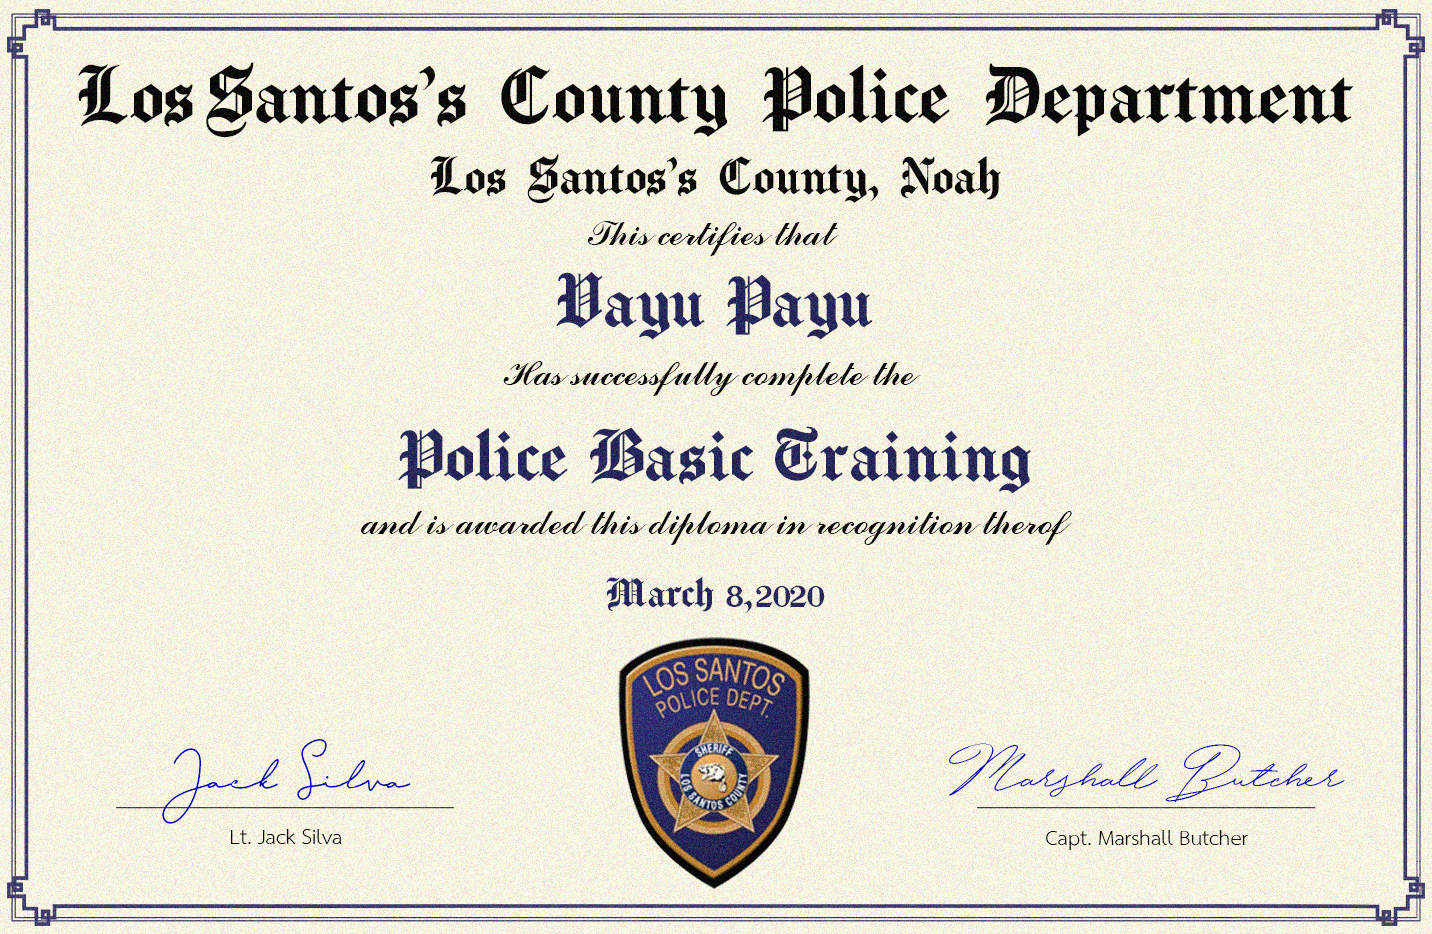 Los Santos's County Police Department
Los Santos's County, Noah
This certifies that
Vayu Payu
Has successfully complete the
Police Basic Training
and is awarded this diploma in recognition therof
March 8,2020
LOS SANTOS
POLICE DEPT.
SHERIFF
LOS SANTOS COUNTY
Jack Silva
Lt. Jack Silva
Marshall Butcher
Capt. Marshall Butcher